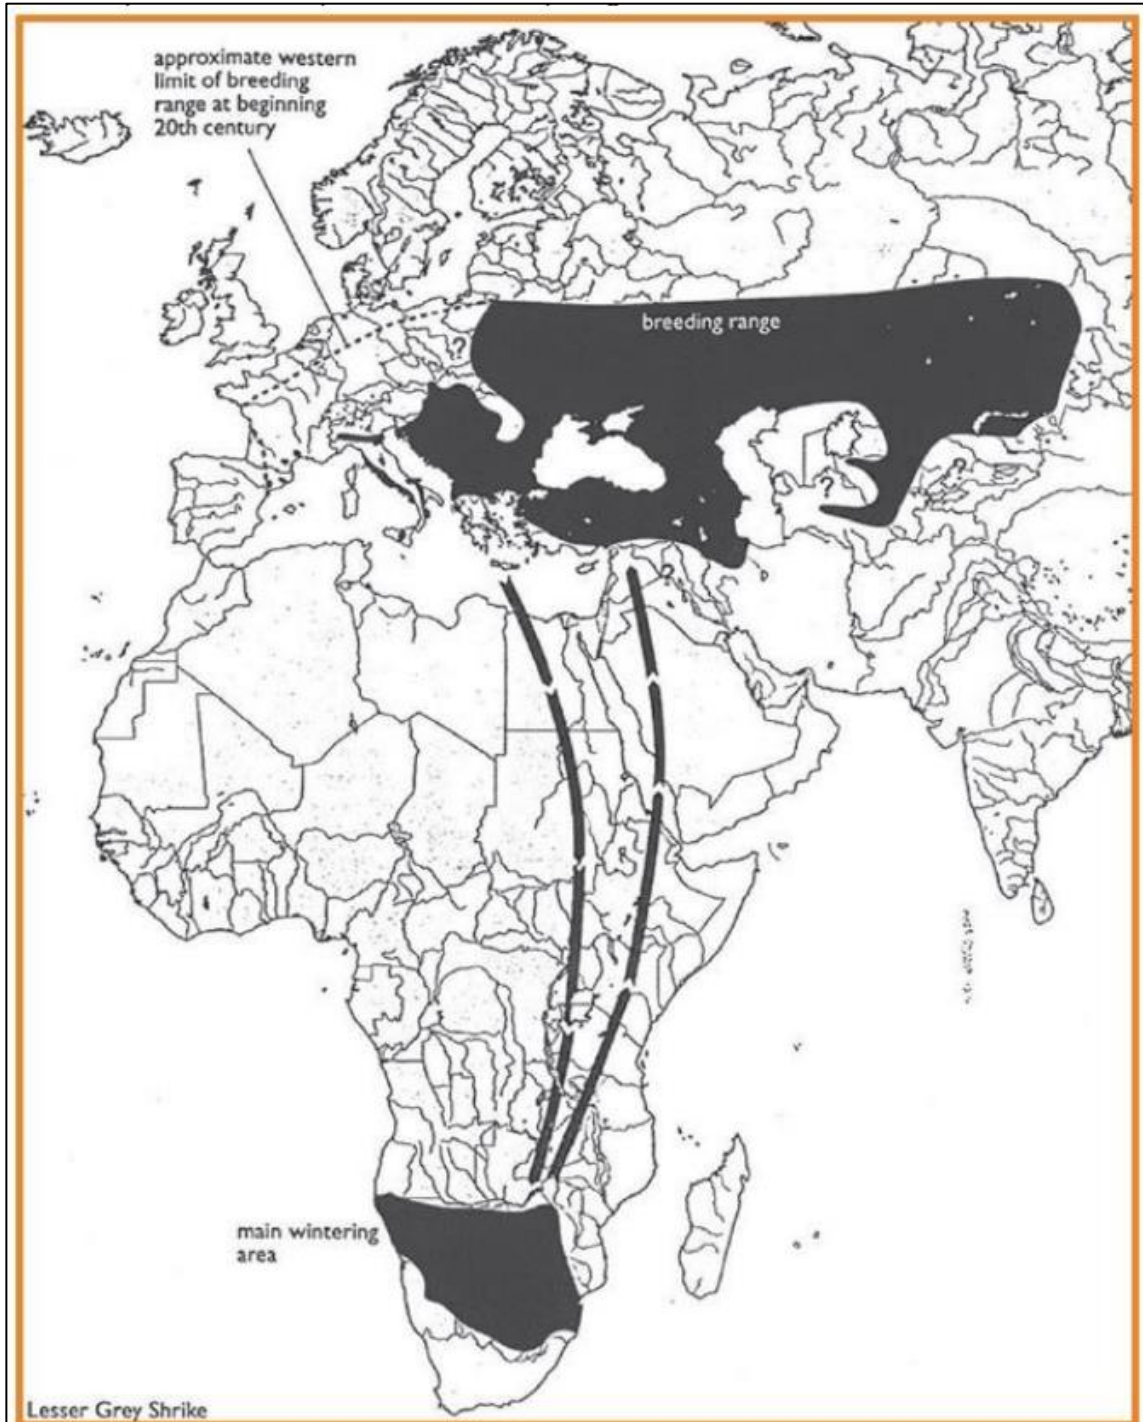 approximate western
limit of breeding
range at beginning
20th century
breeding range
?
?
?
main wintering
area
Lesser Grey Shrike